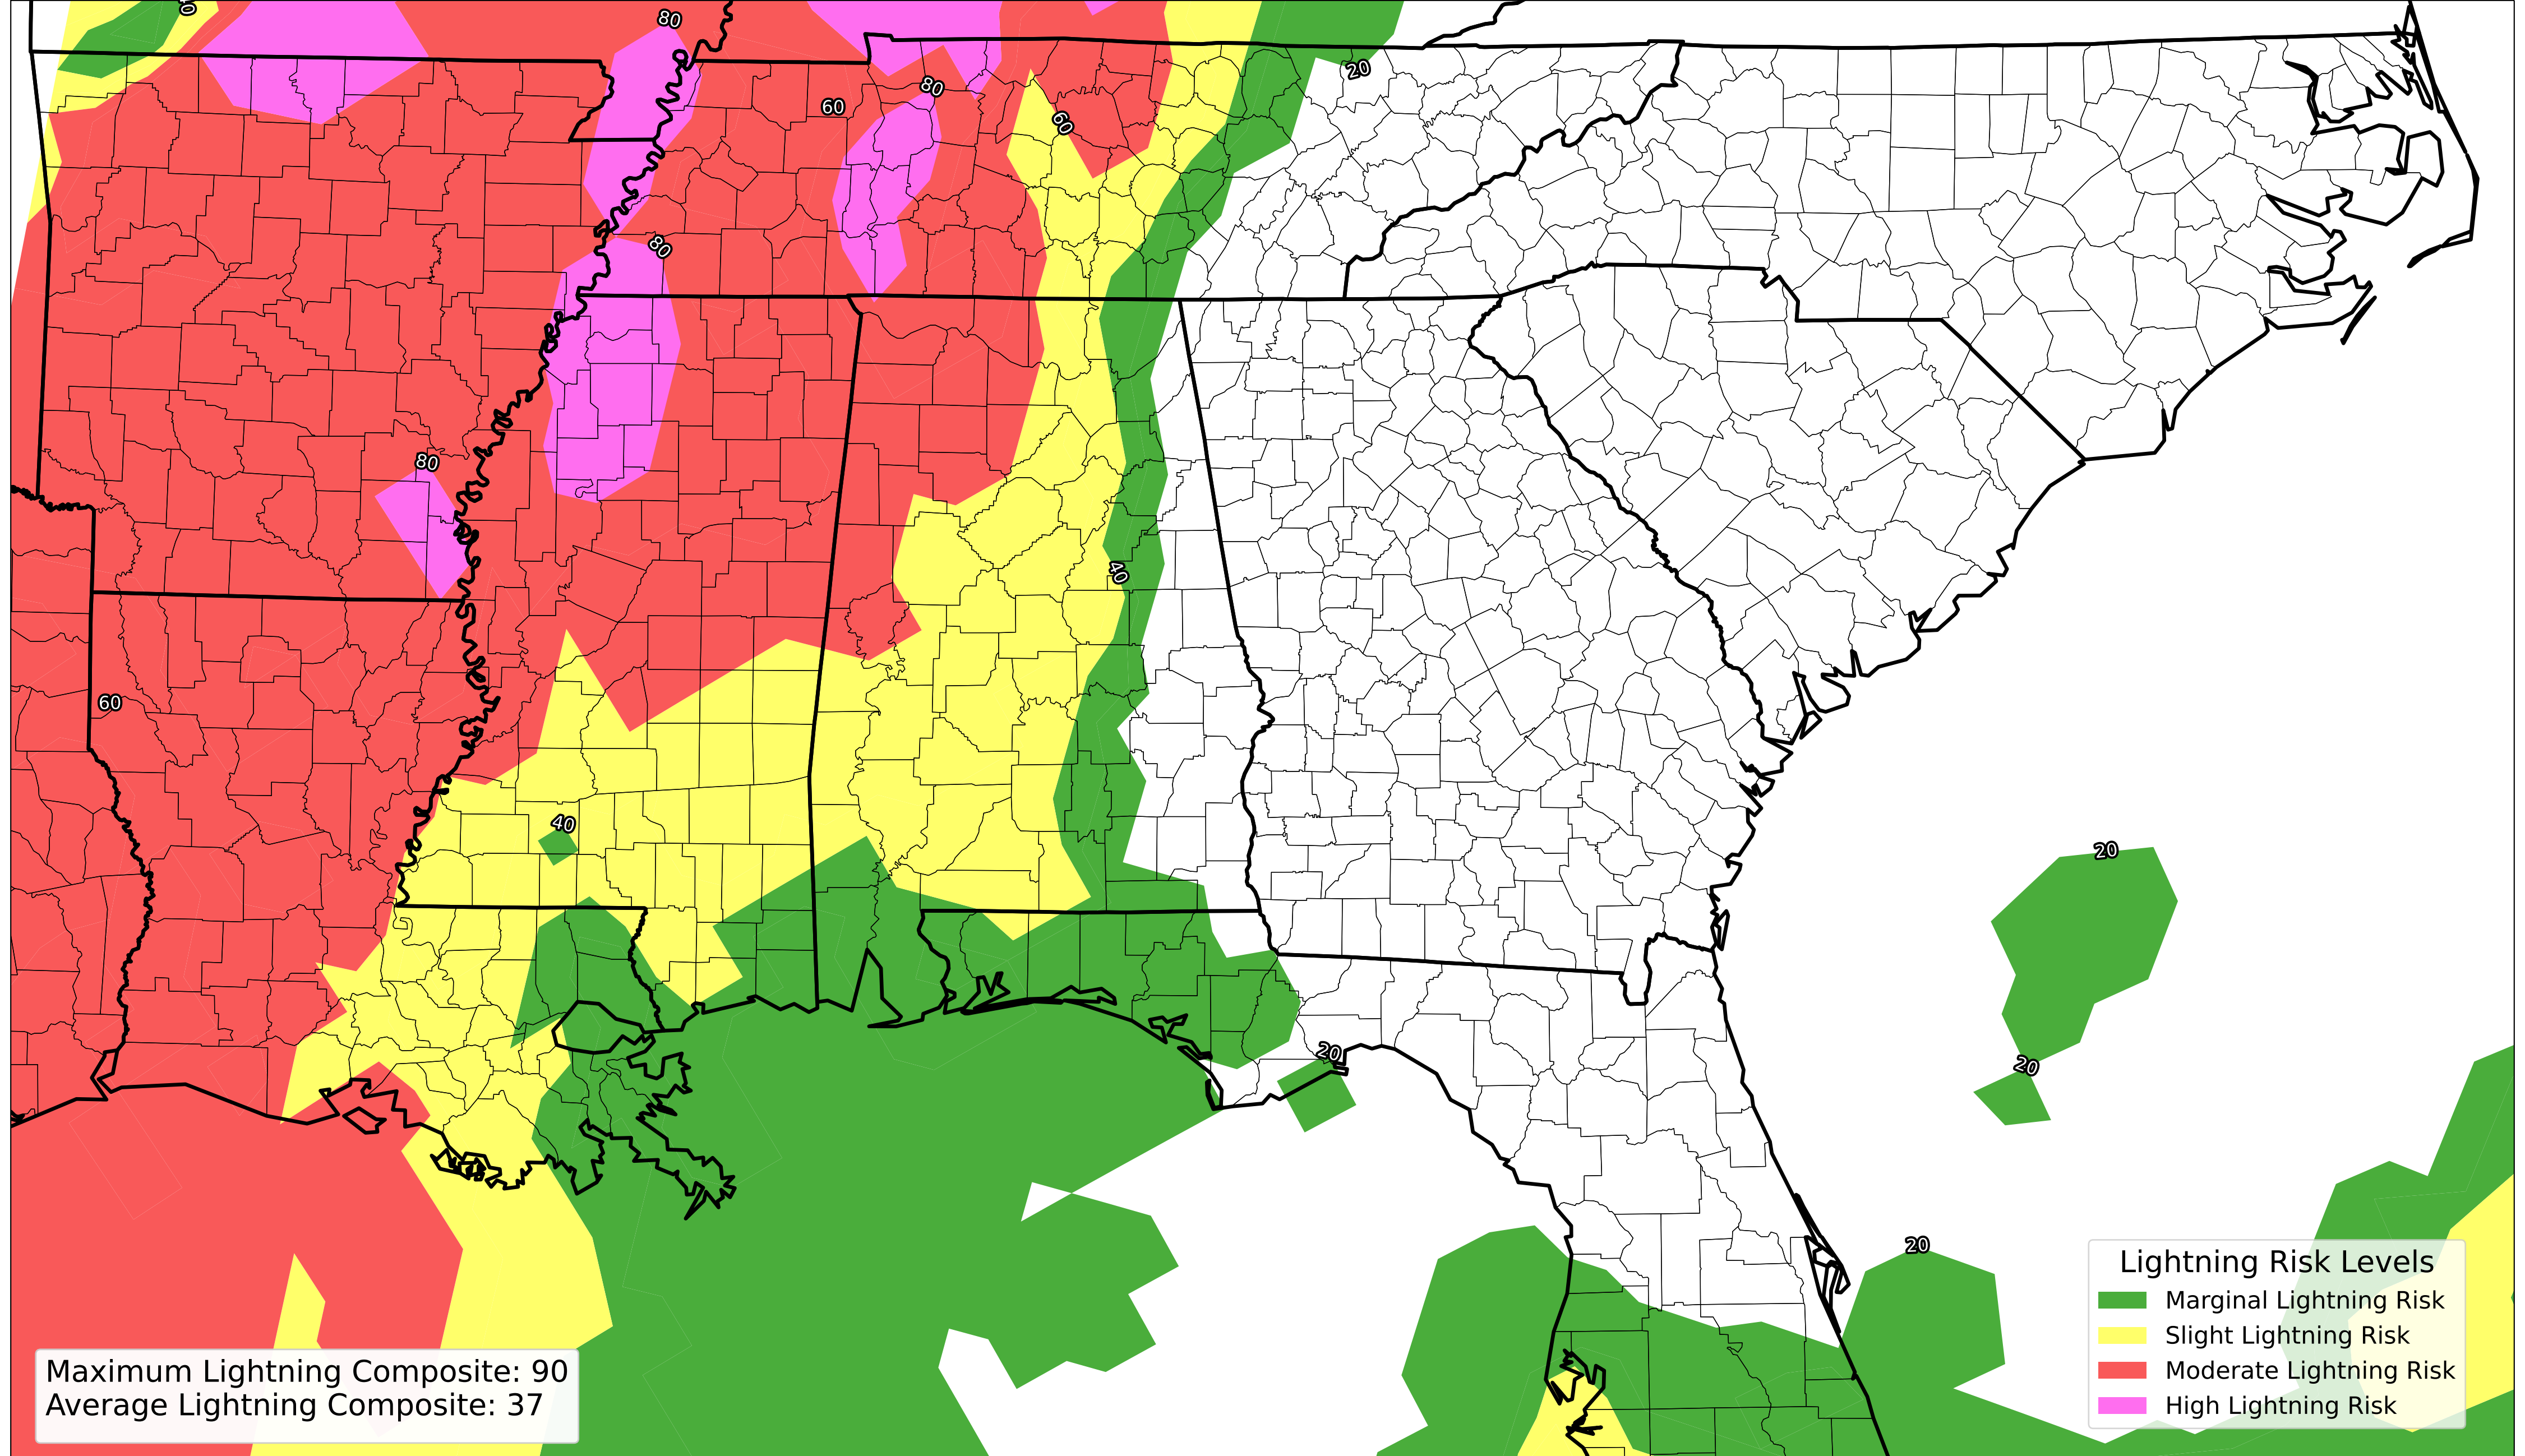 40
80
20
80
60
60
80
80
40
60
40
20
20
20
20
Lightning Risk Levels
Marginal Lightning Risk
Slight Lightning Risk
Moderate Lightning Risk
High Lightning Risk
Maximum Lightning Composite: 90
Average Lightning Composite: 37